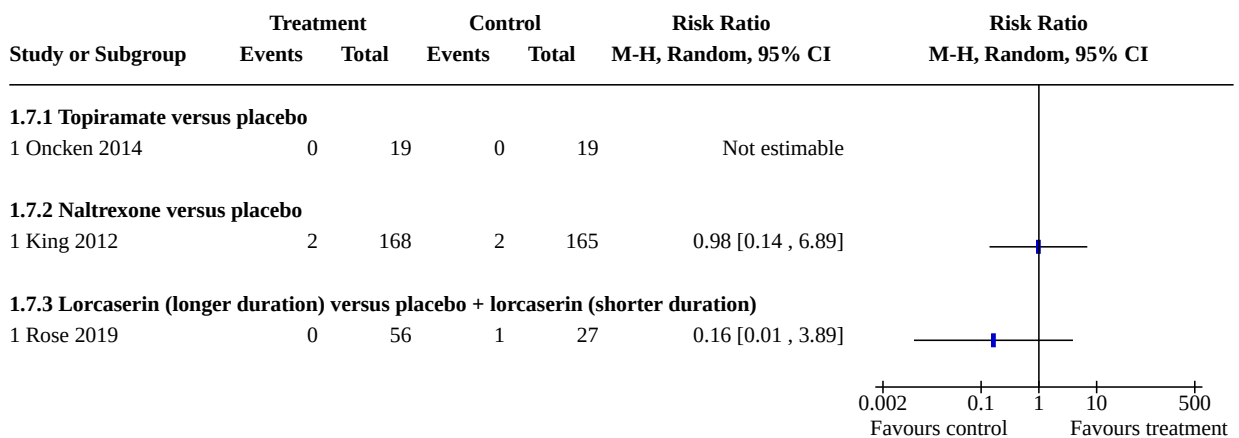 Treatment Control Risk Ratio Risk Ratio
Study or Subgroup Events Total Events Total M-H, Random, 95% CI M-H, Random, 95% CI
1.7.1 Topiramate versus placebo
1 Oncken 2014 0 19 0 19 Not estimable
1.7.2 Naltrexone versus placebo
1 King 2012 2 168 2 165 0.98 [0.14 , 6.89]
1.7.3 Lorcaserin (longer duration) versus placebo + lorcaserin (shorter duration)
1 Rose 2019 0 56 1 27 0.16 [0.01 , 3.89]
0.002 0.1 1 10 500
Favours control Favours treatment